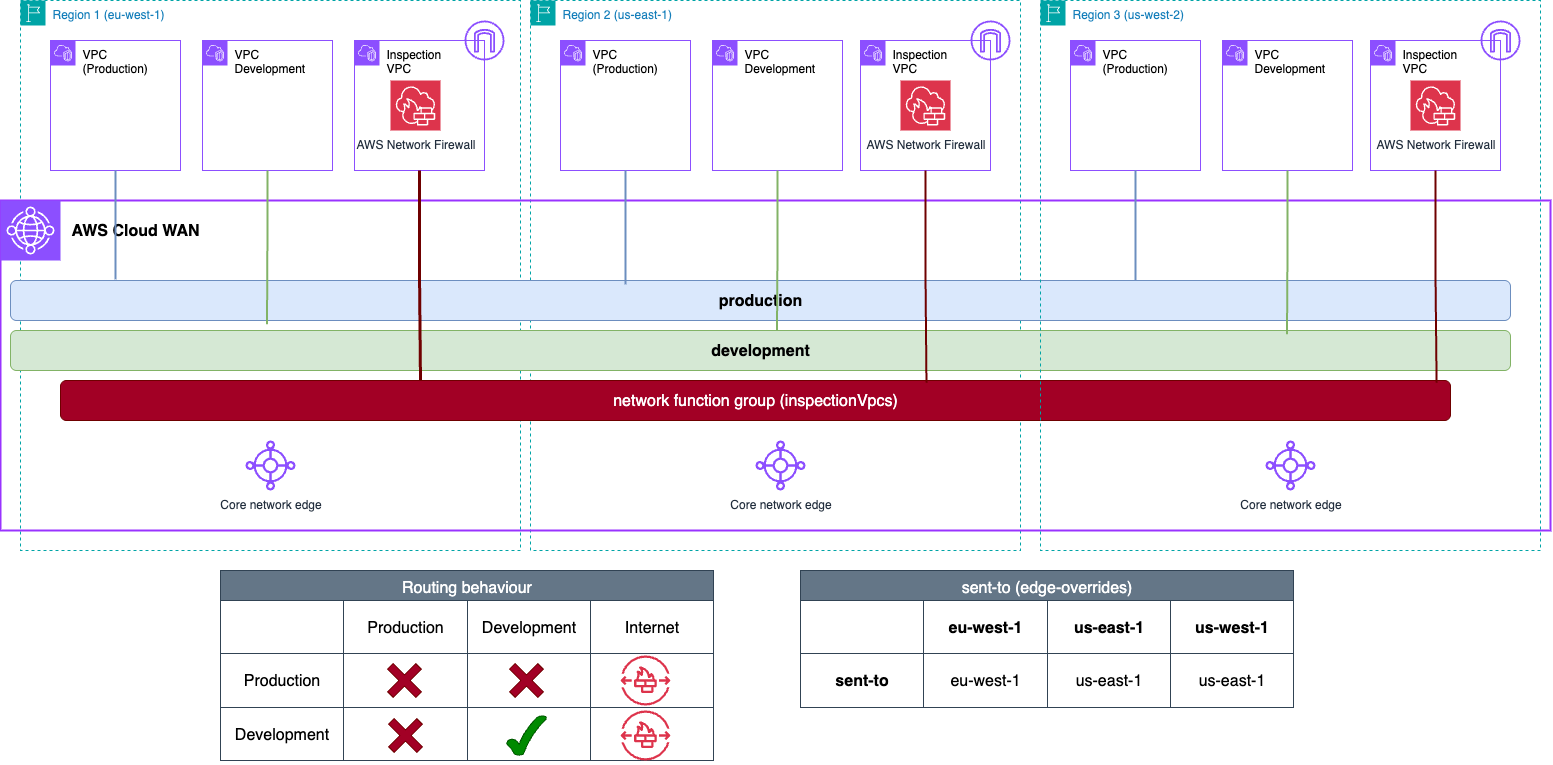 Region 1 (eu-west-1)
Region 2 (us-east-1)
Region 3 (us-west-2)
VPC
(Production)
VPC
Development
Inspection
VPC
AWS Network Firewall
VPC
(Production)
VPC
Development
Inspection
VPC
AWS Network Firewall
VPC
(Production)
VPC
Development
Inspection
VPC
AWS Network Firewall
AWS Cloud WAN
production
development
network function group (inspectionVpcs)
Core network edge
Core network edge
Core network edge
Routing behaviour
Production Development Internet
Production
Development
sent-to (edge-overrides)
eu-west-1 us-east-1 us-west-1
sent-to eu-west-1 us-east-1 us-east-1